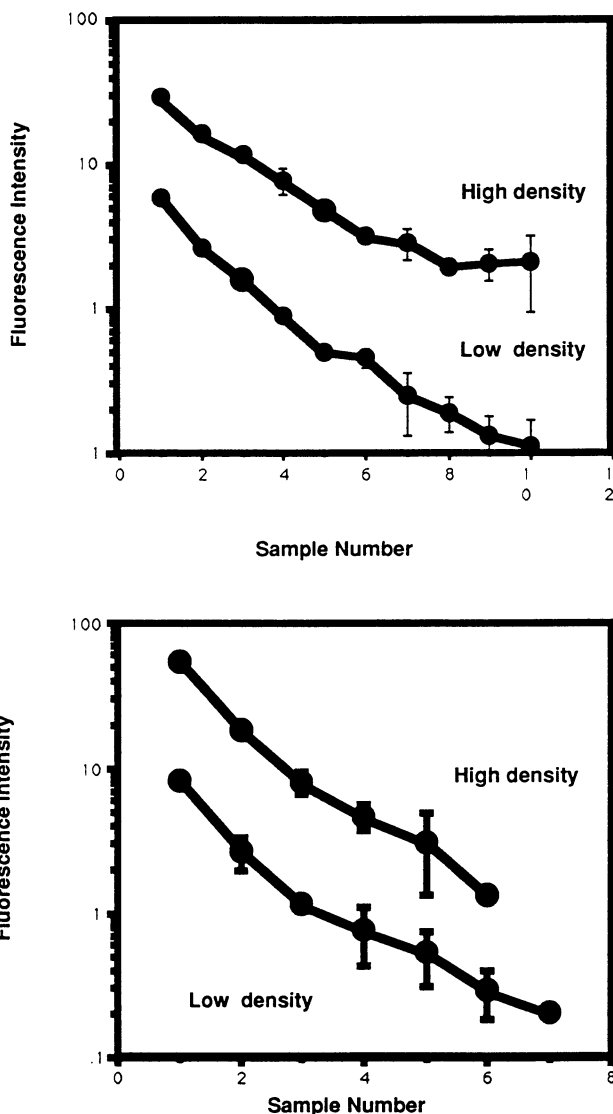 100
Fluorescence Intensity
10
High density
1
Low density
1
0 2 4 6 8 1 1
0 2
Sample Number
100
Fluorescence Intensity
10
High density
1
Low density
.1
0 2 4 6 8
Sample Number